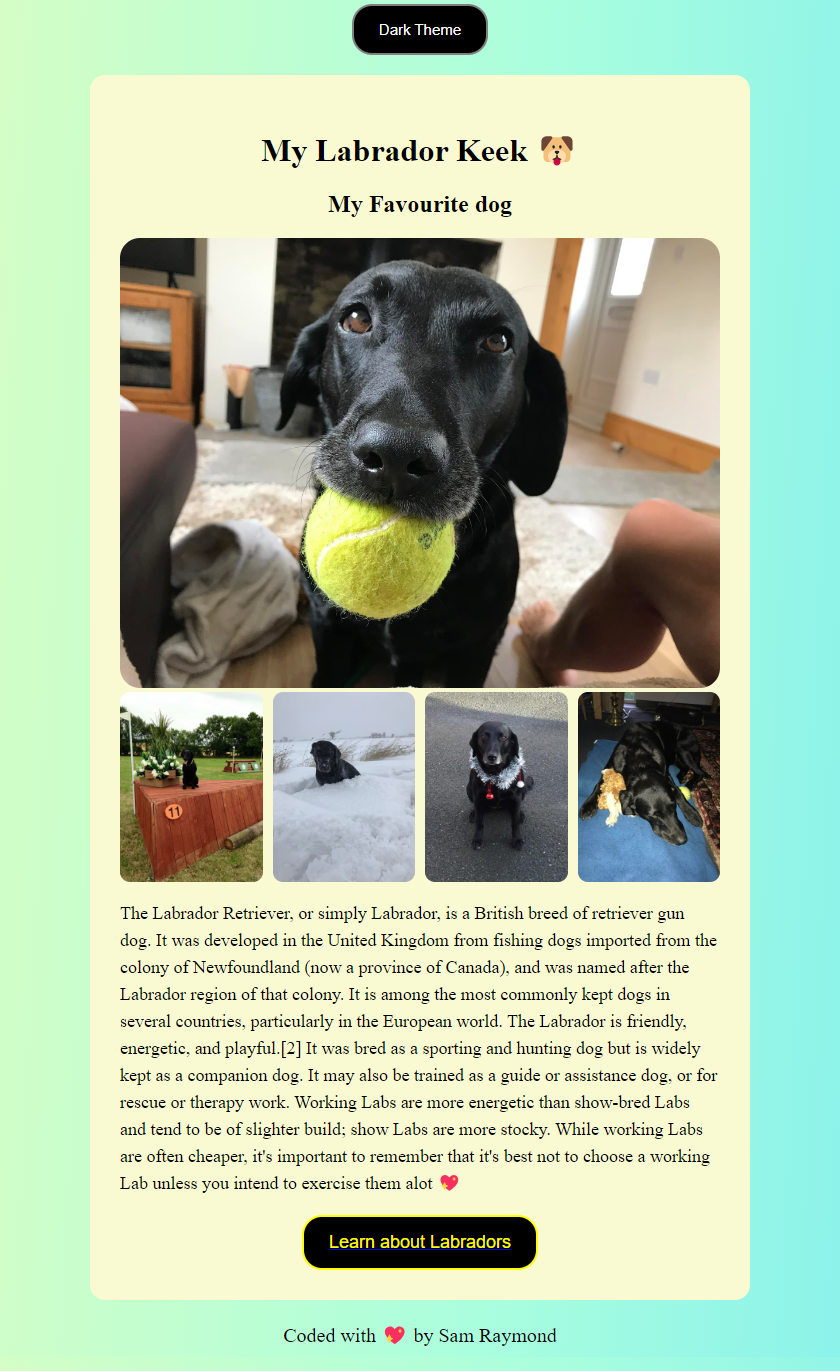 Dark Theme
My Labrador Keek 🐶
My Favourite dog
11
The Labrador Retriever, or simply Labrador, is a British breed of retriever gun
dog. It was developed in the United Kingdom from fishing dogs imported from the
colony of Newfoundland (now a province of Canada), and was named after the
Labrador region of that colony. It is among the most commonly kept dogs in
several countries, particularly in the European world. The Labrador is friendly,
energetic, and playful.[2] It was bred as a sporting and hunting dog but is widely
kept as a companion dog. It may also be trained as a guide or assistance dog, or for
rescue or therapy work. Working Labs are more energetic than show-bred Labs
and tend to be of slighter build; show Labs are more stocky. While working Labs
are often cheaper, it's important to remember that it's best not to choose a working
Lab unless you intend to exercise them alot 💖
Learn about Labradors
Coded with 💖 by Sam Raymond